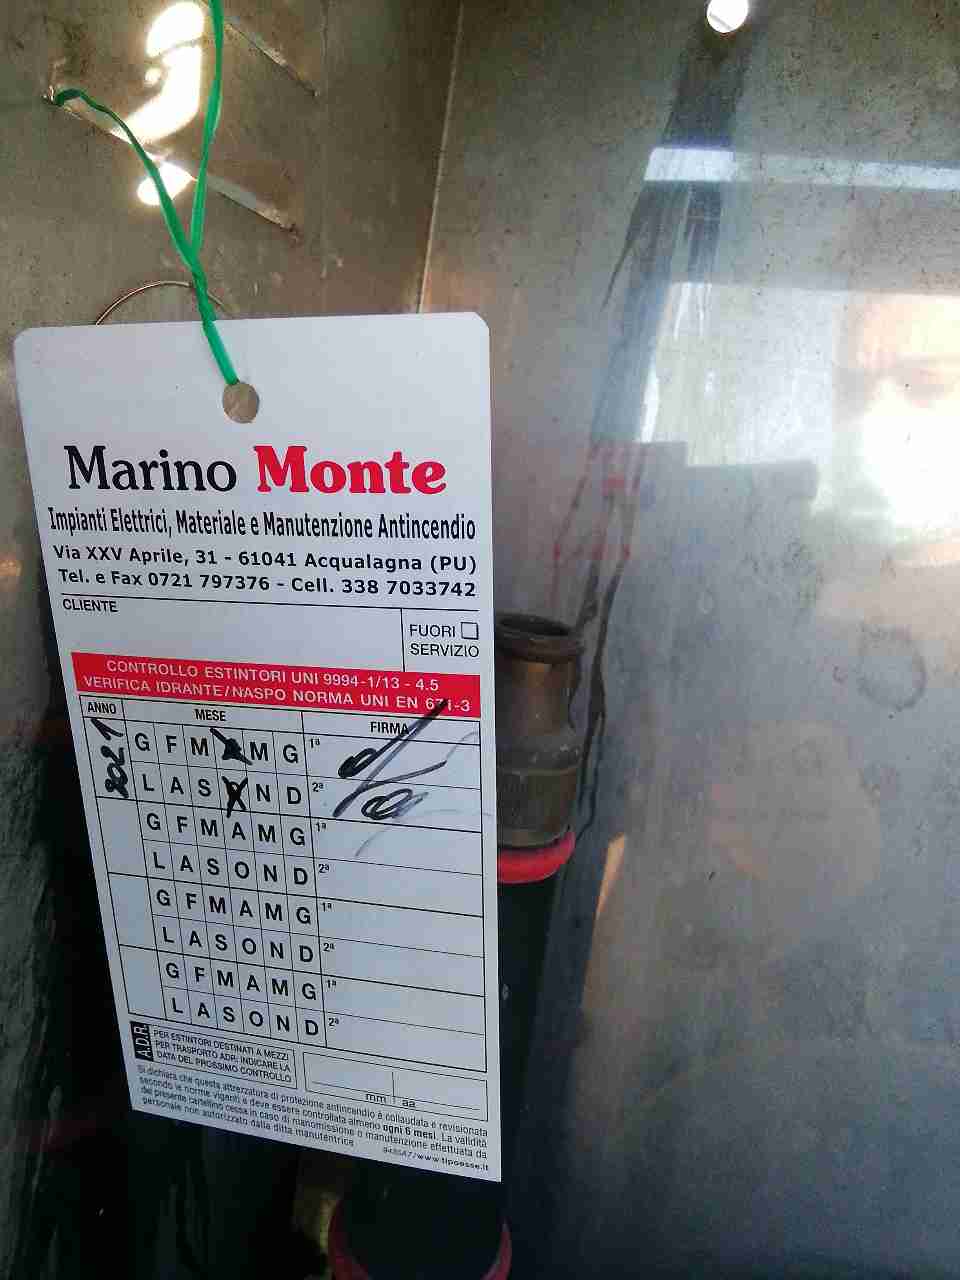 Marino Monte
Impianti Elettrici, Materiale e Manutenzione Antincendio
Via XXV Aprile, 31 - 61041 Acqualagna (PU)
Tel. e Fax 0721 797376 - Cell. 338 7033742
CLIENTE
FUORI
SERVIZIO
CONTROLLO ESTINTORI UNI 9994-1/13 - 4.5
VERIFICA IDRANTE/NASPO NORMA UNI EN 671-3
ANNO MESE FIRMA
2021
G F M A M G 1ª
L A S O N D 2ª
G F M A M G 1ª
L A S O N D 2ª
G F M A M G 1ª
L A S O N D 2ª
G F M A M G 1ª
L A S O N D 2ª
A.D.R.
PER ESTINTORI DESTINATI A MEZZI
PER TRASPORTO ADR: INDICARE LA
DATA DEL PROSSIMO CONTROLLO
mm aa
Si dichiara che questa attrezzatura di protezione antincendio è collaudata e revisionata
secondo le norme vigenti e deve essere controllata almeno ogni 6 mesi. La validità
del presente cartellino cessa in caso di manomissione o manutenzione effettuata da
personale non autorizzato dalla ditta manutentrice
www.tipoesse.it